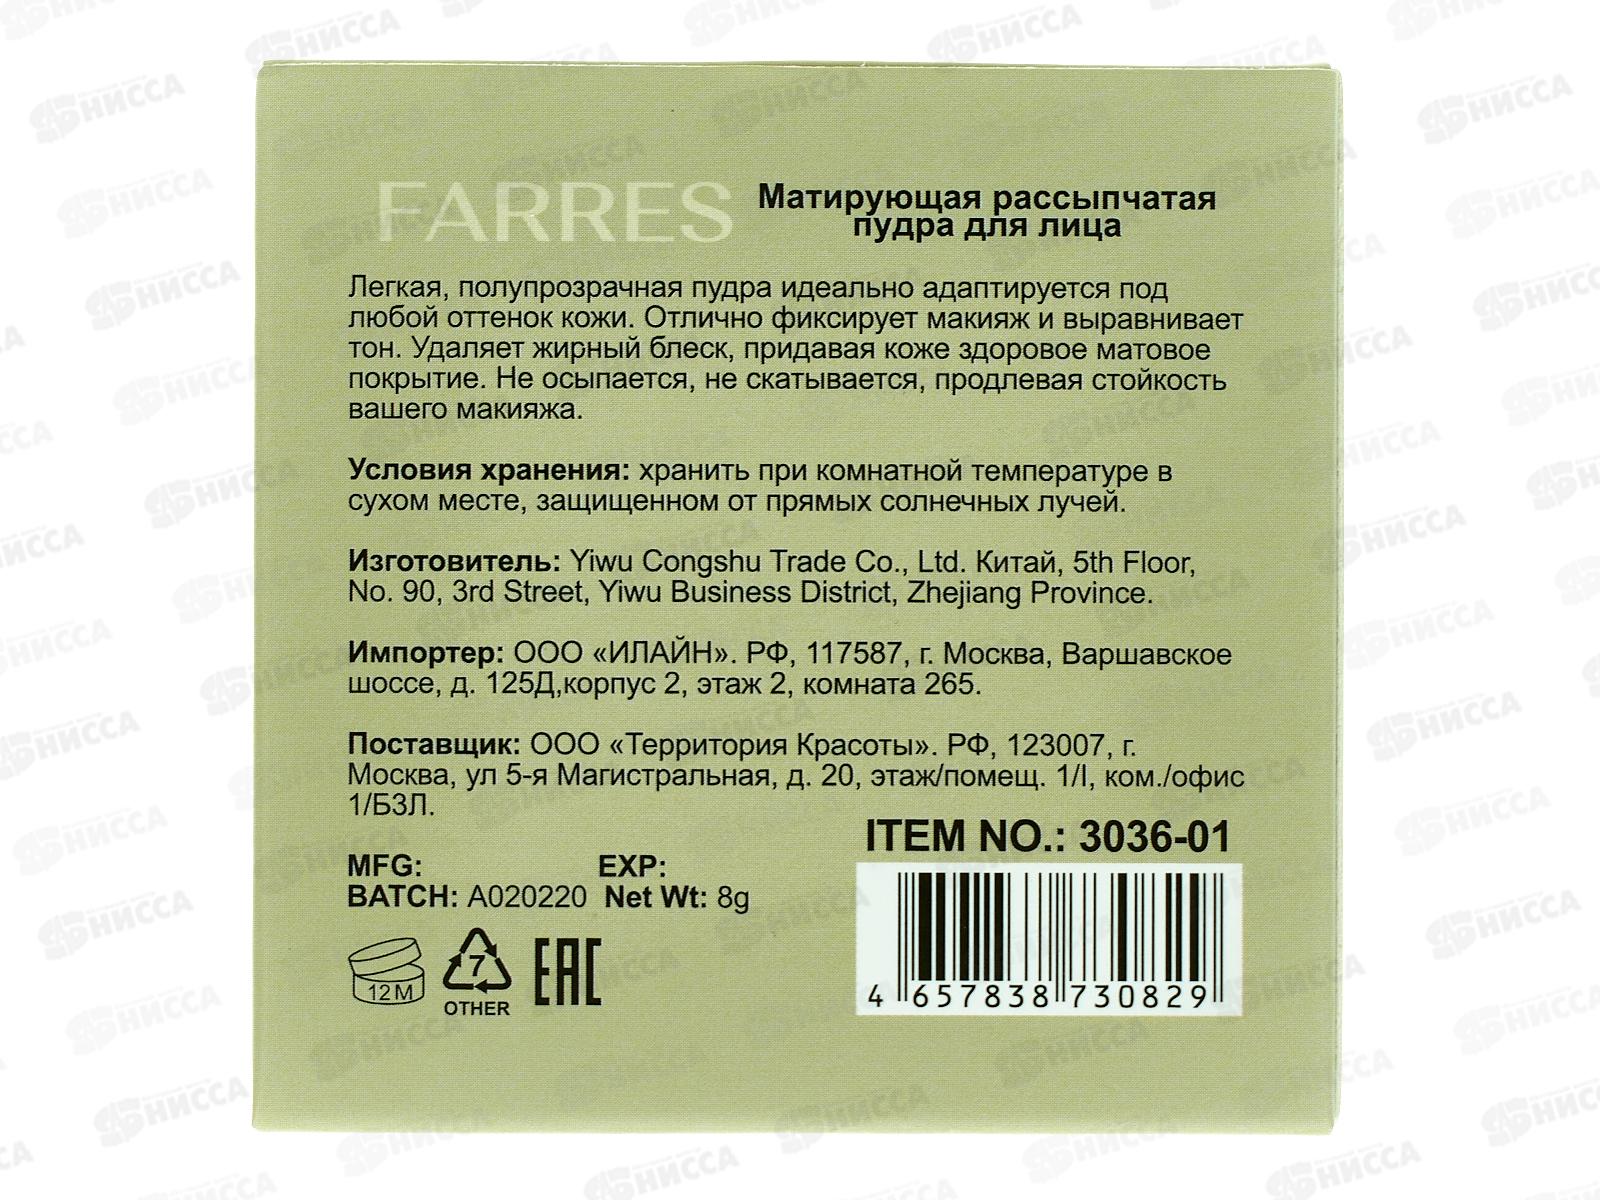 FARRES
Матирующая рассыпчатая
пудра для лица
Легкая, полупрозрачная пудра идеально адаптируется под
любой оттенок кожи. Отлично фиксирует макияж и выравнивает
тон. Удаляет жирный блеск, придавая коже здоровое матовое
покрытие. Не осыпается, не скатывается, продлевая стойкость
вашего макияжа.
Условия хранения: хранить при комнатной температуре в
сухом месте, защищенном от прямых солнечных лучей.
Изготовитель: Yiwu Congshu Trade Co., Ltd. Китай, 5th Floor,
No. 90, 3rd Street, Yiwu Business District, Zhejiang Province.
Импортер: ООО «ИЛАЙН». РФ, 117587, г. Москва, Варшавское
шоссе, д. 125Д,корпус 2, этаж 2, комната 265.
Поставщик: ООО «Территория Красоты». РФ, 123007, г.
Москва, ул 5-я Магистральная, д. 20, этаж/помещ. 1/I, ком./офис
1/Б3Л.
ITEM NO.: 3036-01
MFG: EXP:
BATCH: A020220 Net Wt: 8g
12M
7
OTHER
EAC
4 657838 730829